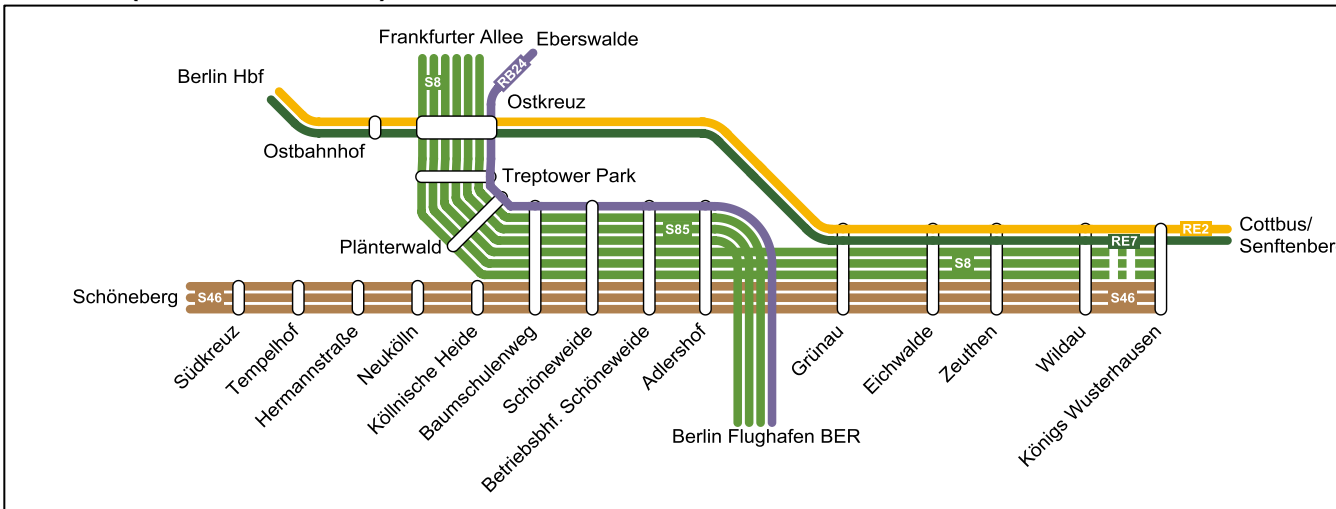 Frankfurter Allee
Eberswalde
Berlin Hbf
S8
RB24
Ostkreuz
Ostbahnhof
Treptower Park
Plänterwald
S85
RE2
Cottbus/
Senftenber
RE7
S8
Schöneberg
S46
S46
Südkreuz
Tempelhof
Hermannstraße
Neukölln
Köllnische Heide
Baumschulenweg
Schöneweide
Betriebsbhf. Schöneweide
Adlershof
Grünau
Eichwalde
Zeuthen
Wildau
Königs Wusterhausen
Berlin Flughafen BER